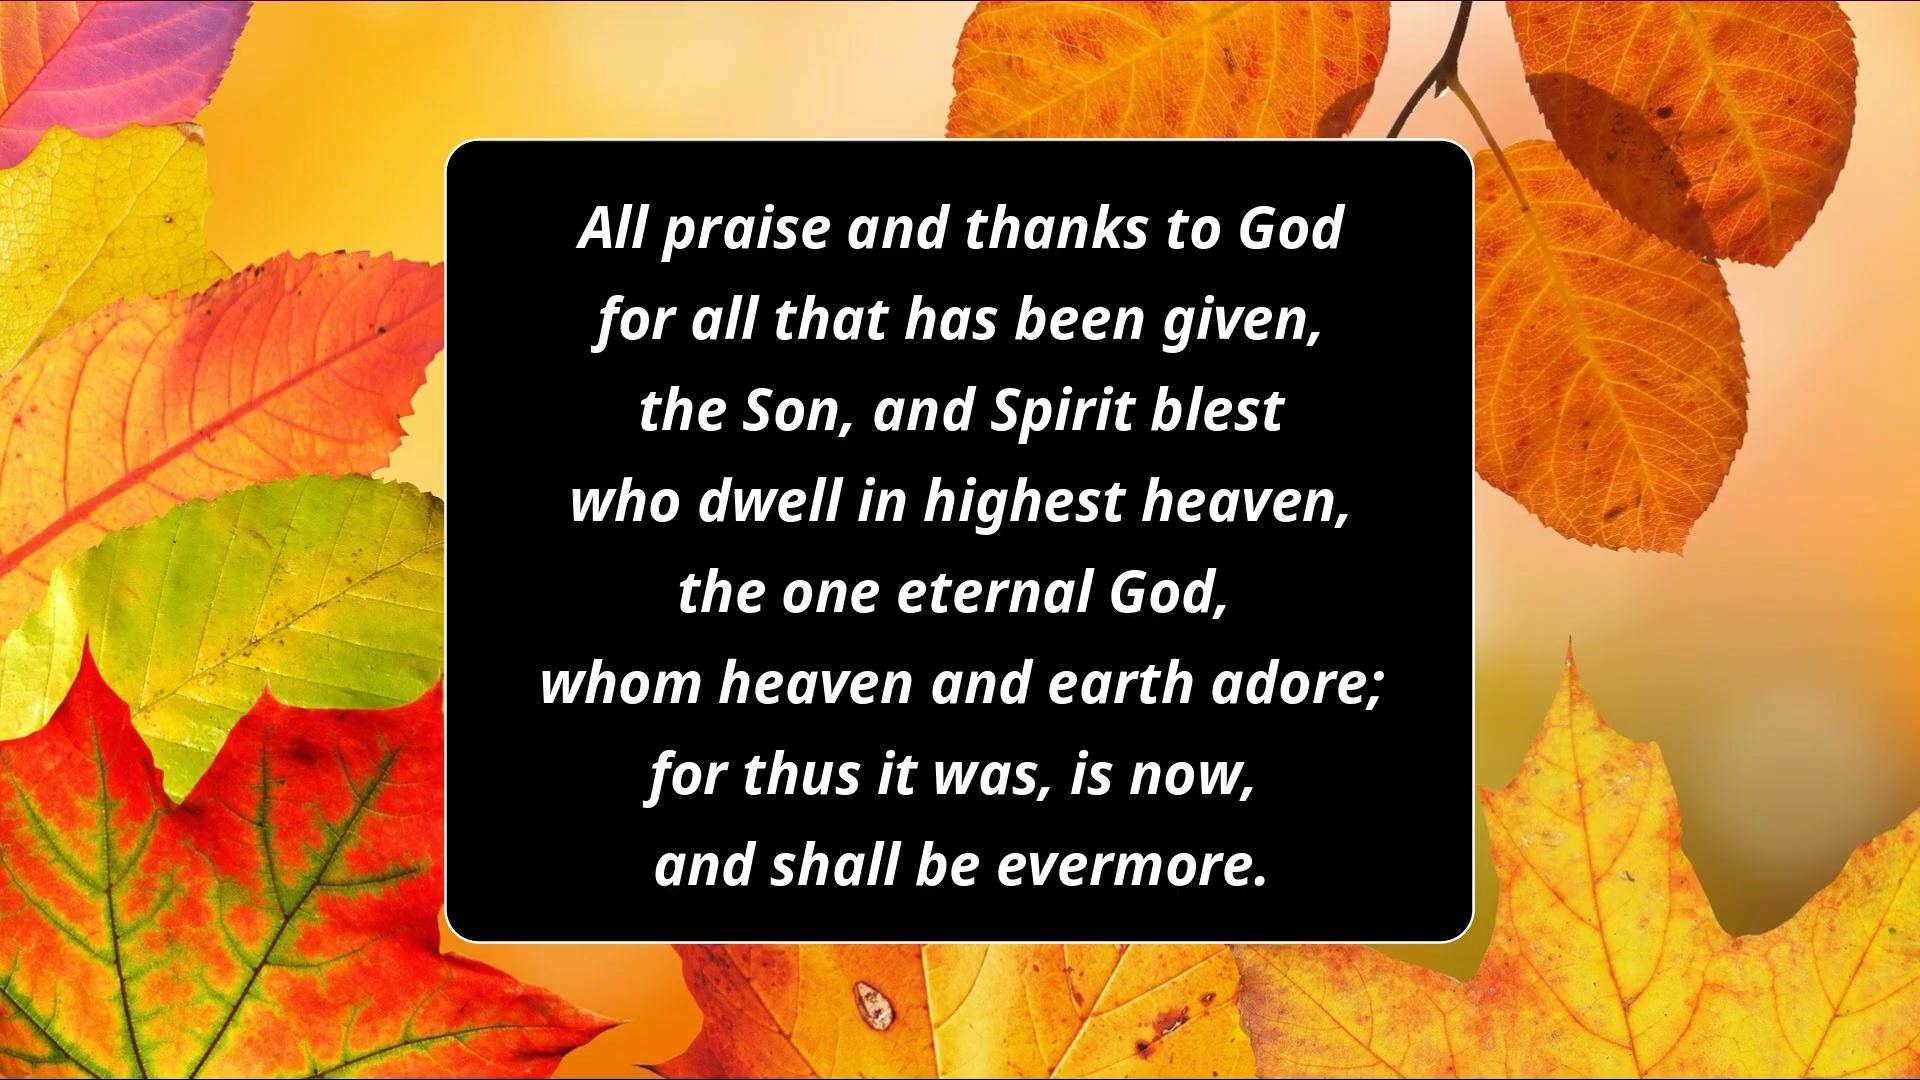 All praise and thanks to God
for all that has been given,
the Son, and Spirit blest
who dwell in highest heaven,
the one eternal God,
whom heaven and earth adore;
for thus it was, is now,
and shall be evermore.